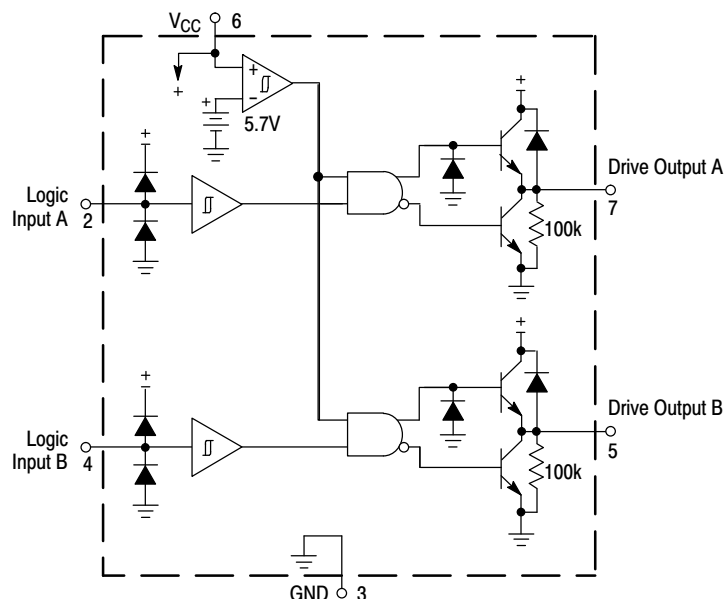 VCC 6
+
+
+
−
5.7V
+
+
Logic
Input A 2
Drive Output A
7
100k
+
+
Logic
Input B 4
Drive Output B
5
100k
GND 3